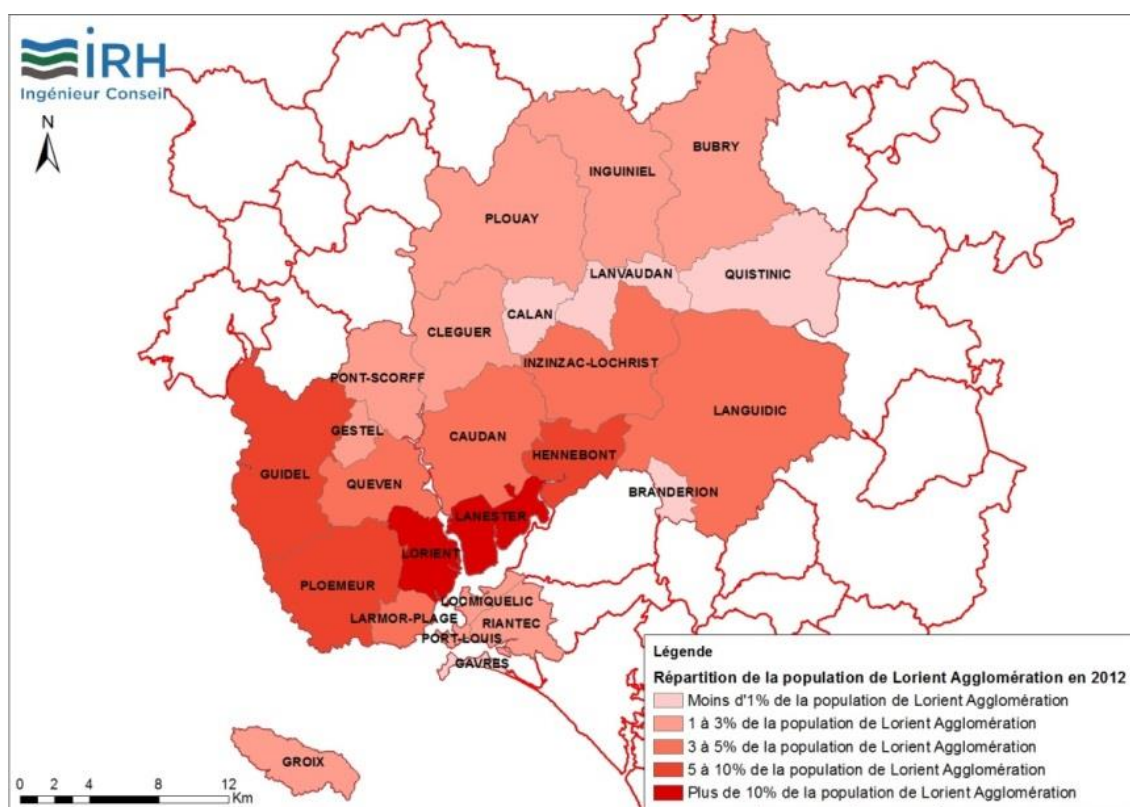 iRH
Ingénieur Conseil
N
BUBRY
INGUINIEL
PLOUAY
LANVAUDAN
QUISTINIC
CALAN
CLEGUER
INZINZAC-LOCHRIST
PONT-SCORFF
LANGUIDIC
GESTEL
CAUDAN
HENNEBONT
GUIDEL
QUEVEN
BRANDERION
LANESTER
LORIENT
PLOEMEUR
LOCMIQUELIC
LARMOR-PLAGE
RIANTEC
PORT-LOUIS
GAVRES
GROIX
0 2 4 8 12
Km
Légende
Répartition de la population de Lorient Agglomération en 2012
Moins d'1% de la population de Lorient Agglomération
1 à 3% de la population de Lorient Agglomération
3 à 5% de la population de Lorient Agglomération
5 à 10% de la population de Lorient Agglomération
Plus de 10% de la population de Lorient Agglomération